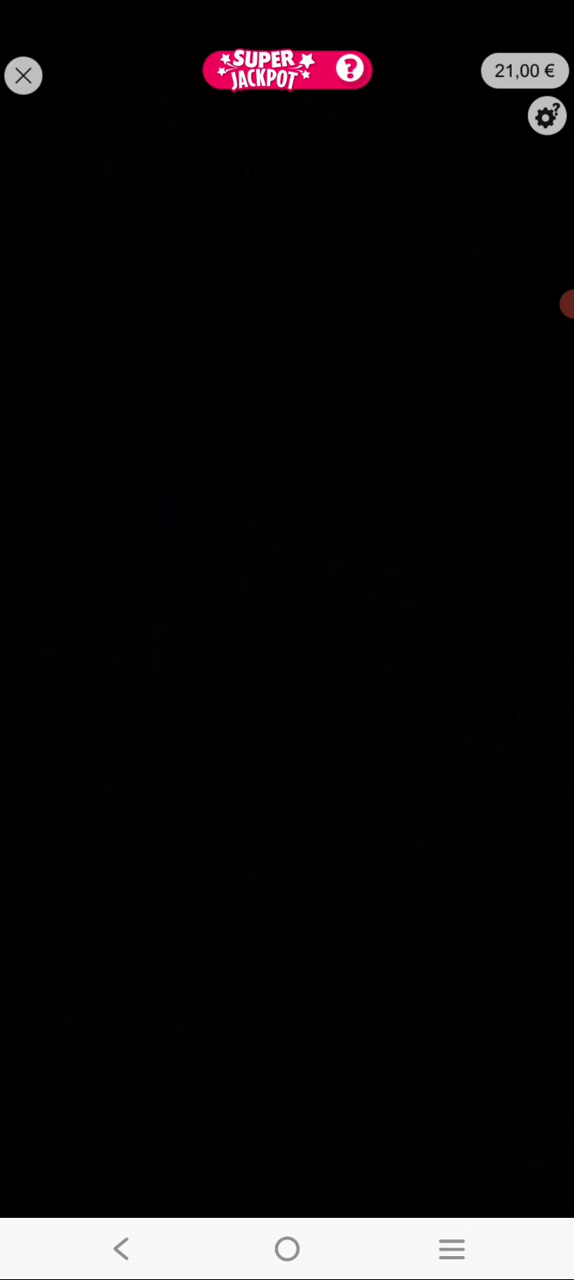 SUPER
JACKPOT
?
21,00 €
?